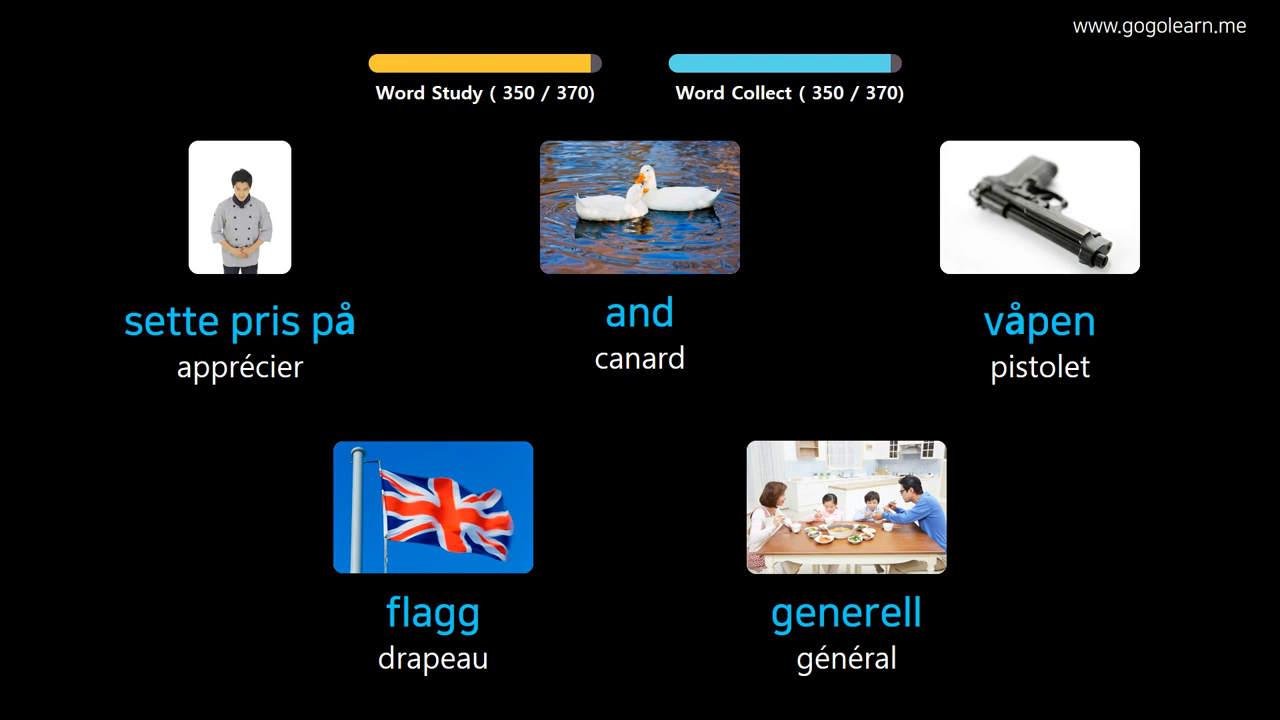 www.gogolearn.me
Word Study ( 350 / 370)
Word Collect ( 350 / 370)
sette pris på
apprécier
and
canard
våpen
pistolet
flagg
drapeau
generell
général